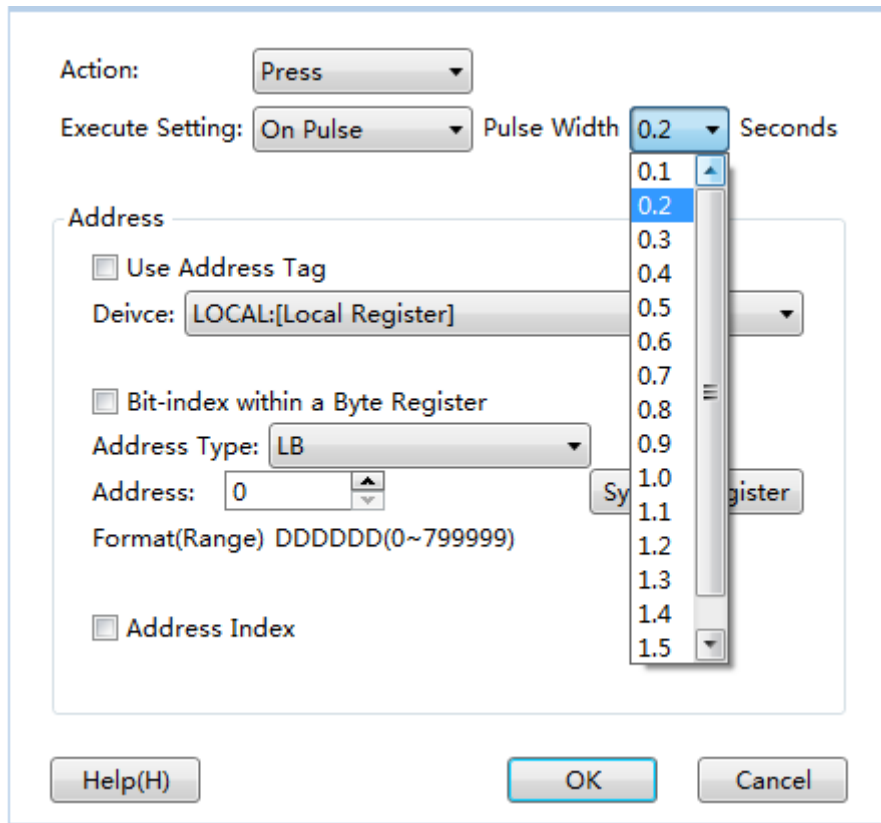 Action: Press
Execute Setting: On Pulse Pulse Width 0.2 Seconds
0.1
0.2
0.3
0.4
0.5
0.6
0.7
0.8
0.9
1.0
1.1
1.2
1.3
1.4
1.5
Address
Use Address Tag
Deivce: LOCAL:[Local Register]
Bit-index within a Byte Register
Address Type: LB
Address: 0
Format(Range) DDDDDD(0~799999)
Address Index
Help(H) OK Cancel